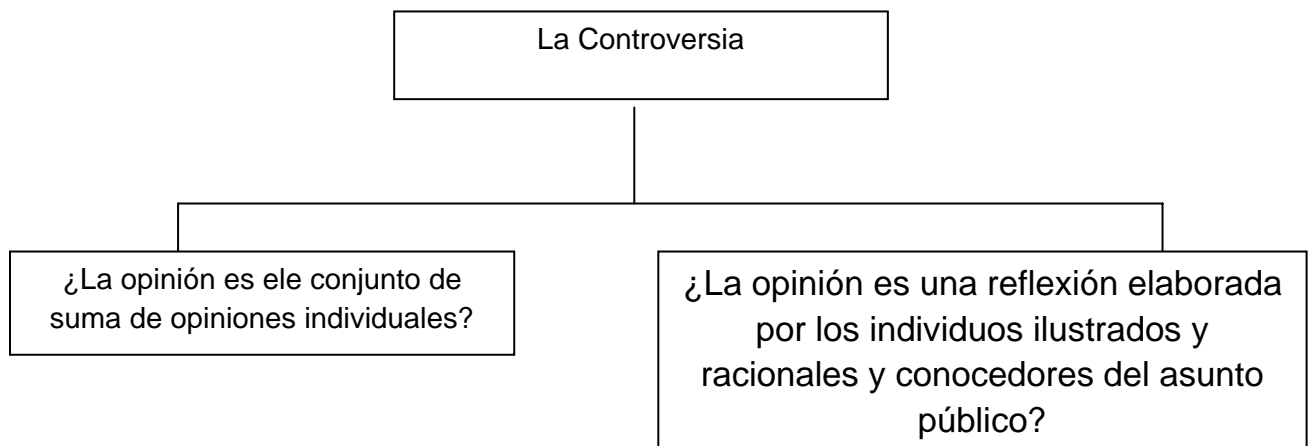 La Controversia
¿La opinión es ele conjunto de
suma de opiniones individuales?
¿La opinión es una reflexión elaborada
por los individuos ilustrados y
racionales y conocedores del asunto
público?